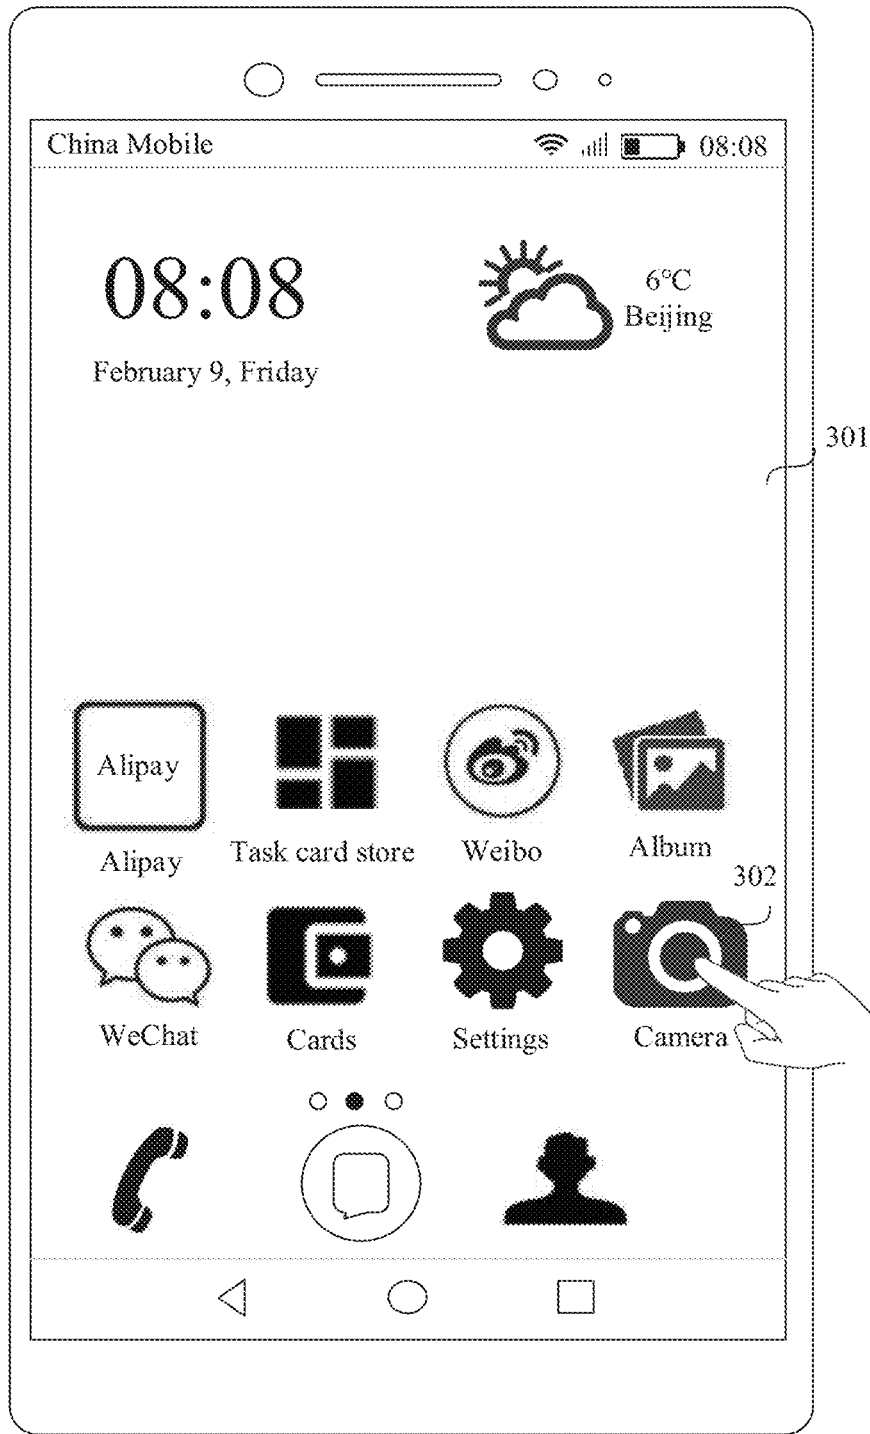 China Mobile 08:08
08:08
6°C
Beijing
February 9, Friday
301
Alipay
Alipay
Task card store
Weibo
Album
302
WeChat
Cards
Settings
Camera